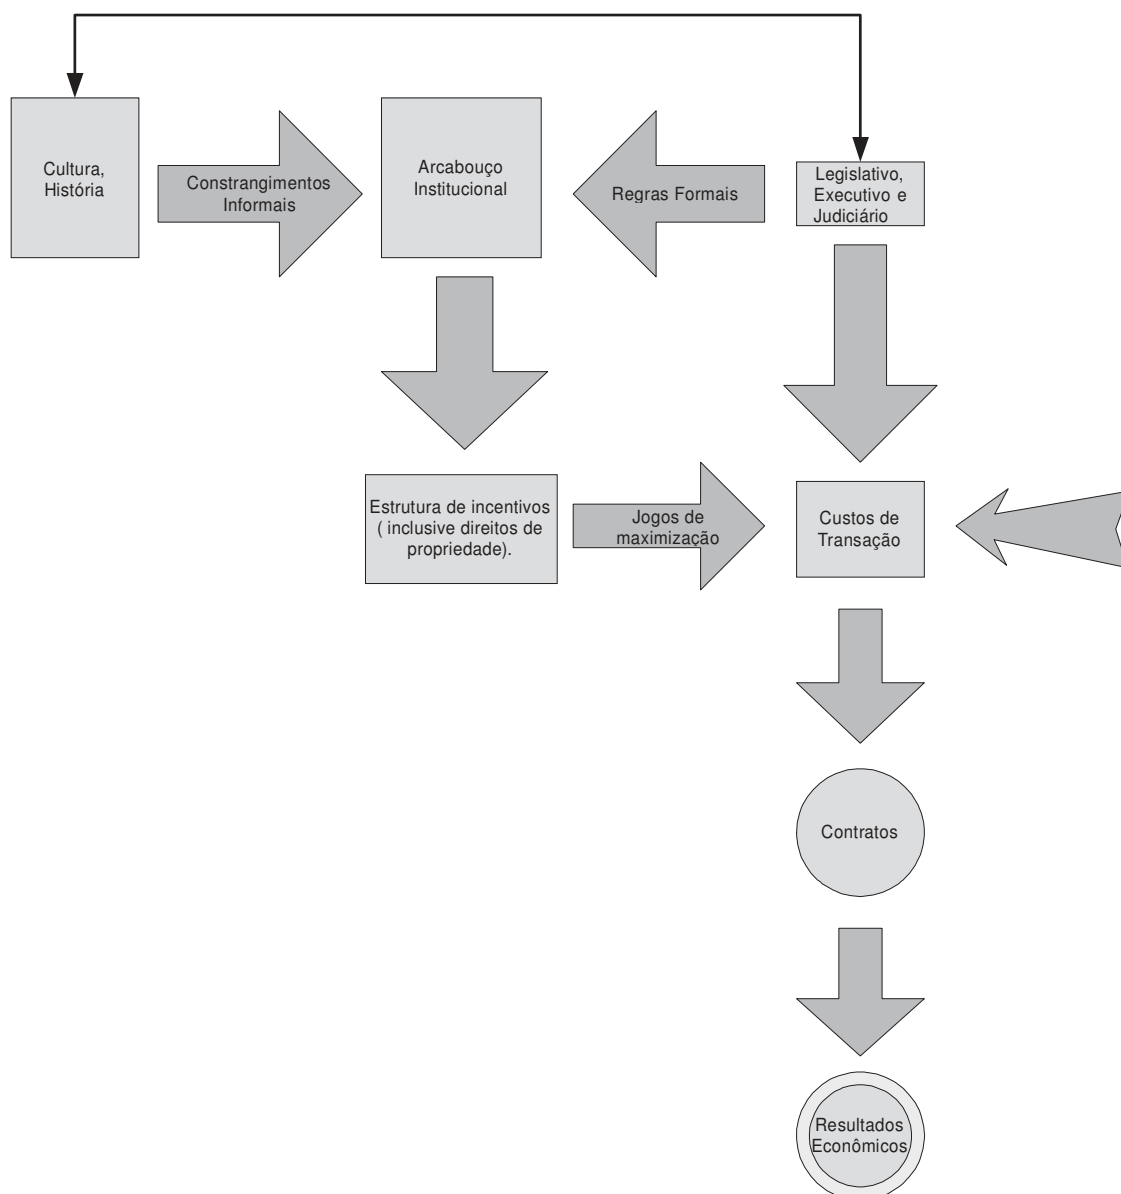 Cultura,
História
Constrangimentos
Informais
Arcabouço
Institucional
Regras Formais
Legislativo,
Executivo e
Judiciário
Estrutura de incentivos
( inclusive direitos de
propriedade).
Jogos de
maximização
Custos de
Transação
Contratos
Resultados
Econômicos